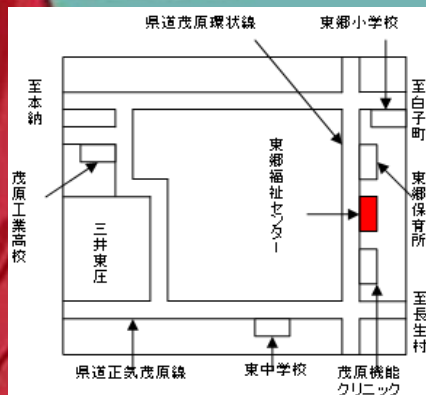 県道茂原環状線
東郷小学校
至本納
至白子町
茂原工業高校
三井東圧
東郷福祉センター
東郷保育所
至長生村
県道正気茂原線
東中学校
茂原機能
クリニック